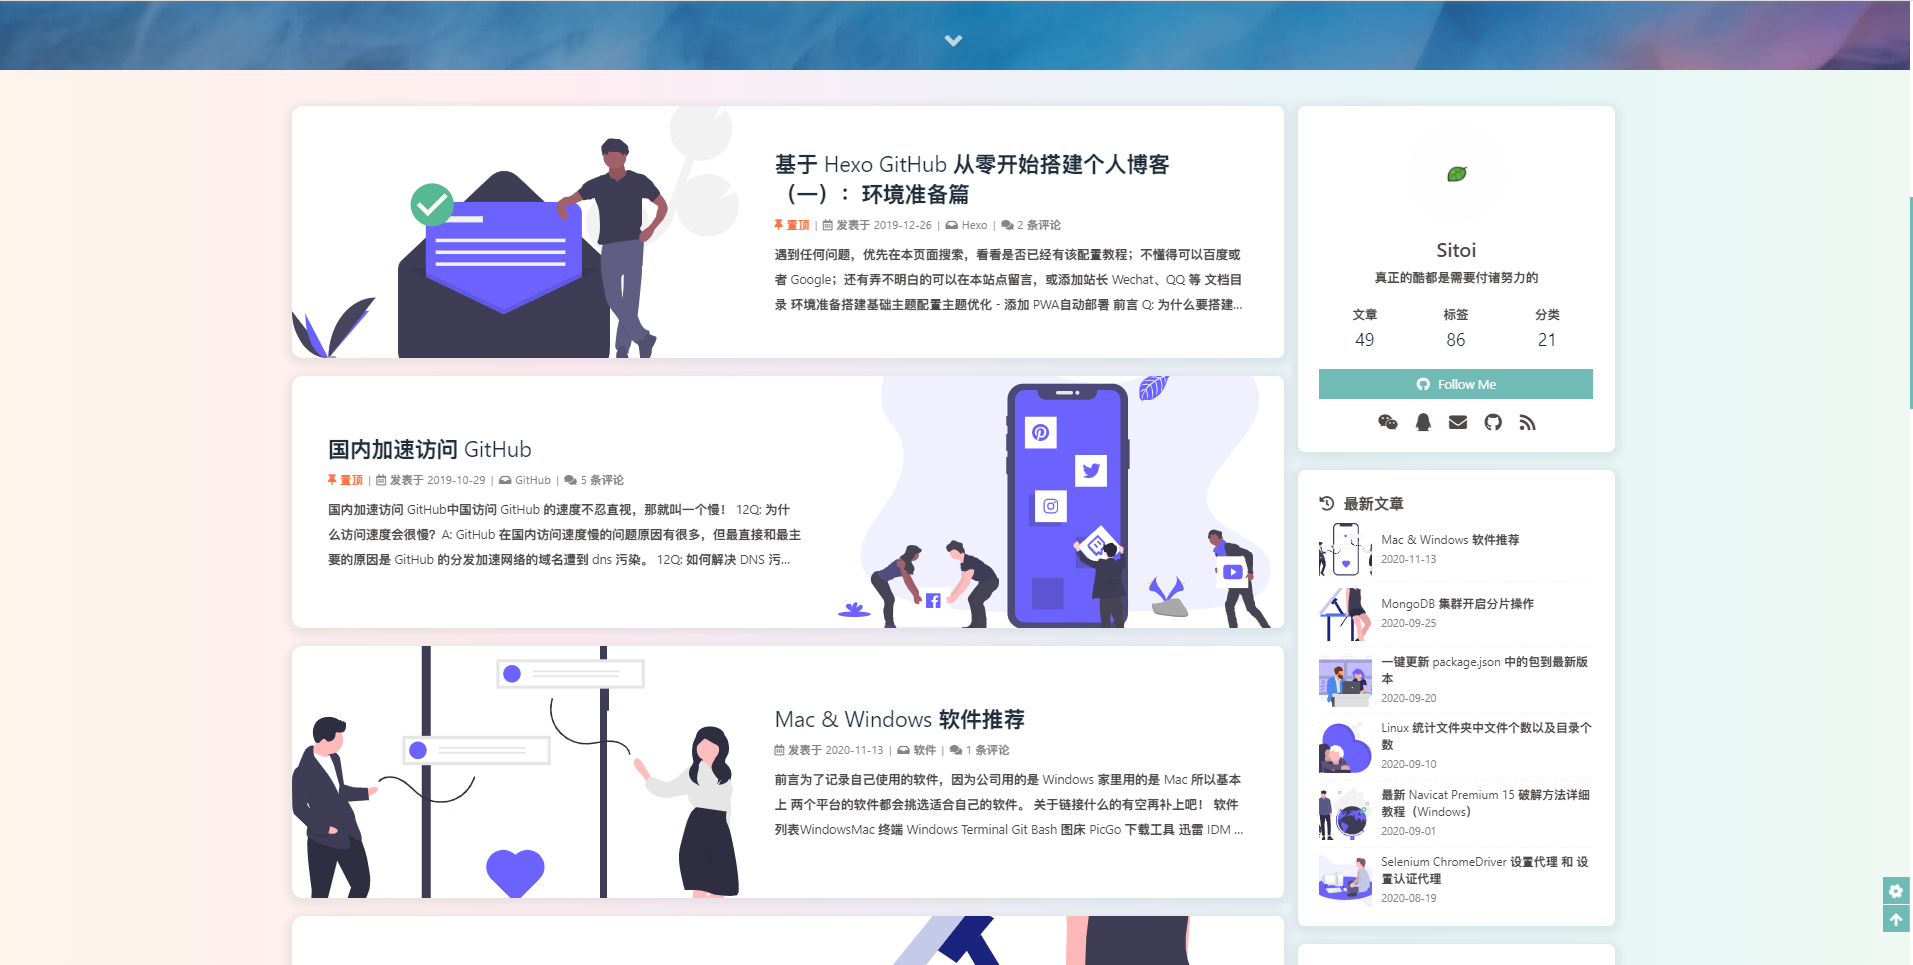 基于 Hexo GitHub 从零开始搭建个人博客
（一）：环境准备篇
置顶 | 发表于 2019-12-26 | Hexo | 2 条评论
遇到任何问题，优先在本页面搜索，看看是否已经有该配置教程；不懂得可以百度或
者 Google；还有弄不明白的可以在本站点留言，或添加站长 Wechat、QQ 等 文档目
录 环境准备搭建基础主题配置主题优化 - 添加 PWA自动部署 前言 Q: 为什么要搭建...
国内加速访问 GitHub
置顶 | 发表于 2019-10-29 | GitHub | 5 条评论
国内加速访问 GitHub中国访问 GitHub 的速度不忍直视，那就叫一个慢！ 12Q: 为什
么访问速度会很慢？A: GitHub 在国内访问速度慢的问题原因有很多，但最直接和最主
要的原因是 GitHub 的分发加速网络的域名遭到 dns 污染。 12Q: 如何解决 DNS 污...
Mac & Windows 软件推荐
发表于 2020-11-13 | 软件 | 1 条评论
前言为了记录自己使用的软件，因为公司用的是 Windows 家里用的是 Mac 所以基本
上 两个平台的软件都会挑选适合自己的软件。 关于链接什么的有空再补上吧！ 软件
列表WindowsMac 终端 Windows Terminal Git Bash 图床 PicGo 下载工具 迅雷 IDM ...
Sitoi
真正的酷都是需要付诸努力的
文章 标签 分类
49 86 21
Follow Me
最新文章
Mac & Windows 软件推荐
2020-11-13
MongoDB 集群开启分片操作
2020-09-25
一键更新 package.json 中的包到最新版
本
2020-09-20
Linux 统计文件夹中文件个数以及目录个
数
2020-09-10
最新 Navicat Premium 15 破解方法详细
教程（Windows）
2020-09-01
Selenium ChromeDriver 设置代理 和 设
置认证代理
2020-08-19